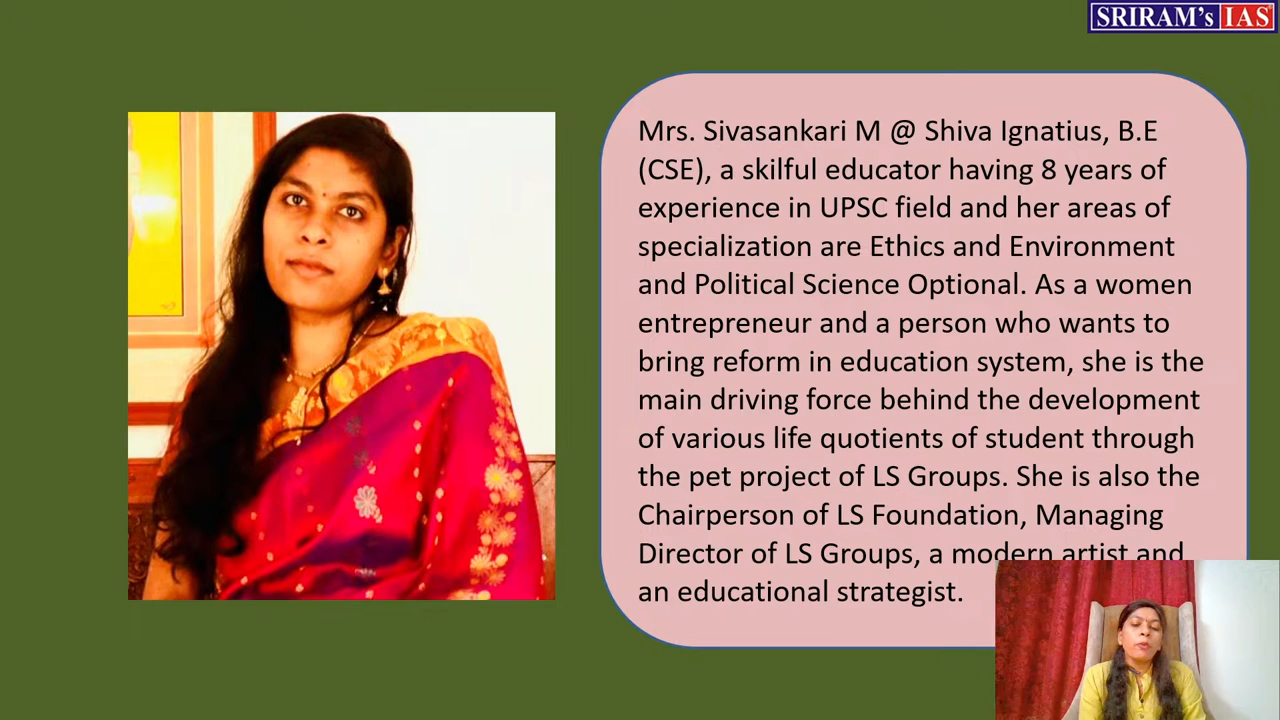 SRIRAM's IAS
Mrs. Sivasankari M @ Shiva Ignatius, B.E
(CSE), a skilful educator having 8 years of
experience in UPSC field and her areas of
specialization are Ethics and Environment
and Political Science Optional. As a women
entrepreneur and a person who wants to
bring reform in education system, she is the
main driving force behind the development
of various life quotients of student through
the pet project of LS Groups. She is also the
Chairperson of LS Foundation, Managing
Director of LS Groups, a modern artist and
an educational strategist.